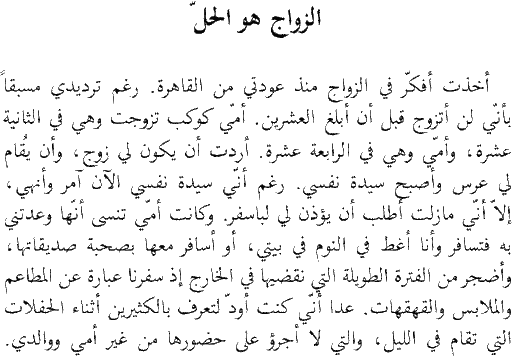 الزواج هو الحلّ
أخذت أفكّر في الزواج منذ عودتي من القاهرة. رغم ترديدي مسبقاً
بأنّي لن أتزوج قبل أن أبلغ العشرين. أمّي كوكب تزوجت وهي في الثانية
عشرة، وأمّي وهي في الرابعة عشرة. أردت أن يكون لي زوج، وأن يُقام
لي عرس وأصبح سيدة نفسي. رغم أنّي سيدة نفسي الآن آمر وأنهي،
إلاّ أنّي مازلت أطلب أن يؤذن لي لباسفر. وكانت أمّي تنسى أنّها وعدتني
به فتسافر وأنا أغط في النوم في بيتي، أو أسافر معها بصحبة صديقاتها،
وأضجر من الفترة الطويلة التي نقضيها في الخارج إذ سفرنا عبارة عن المطاعم
والملابس والقهقهات. عدا أنّي كنت أودّ لتعرف بالكثيرين أثناء الحفلات
التي تقام في الليل، والتي لا أجرؤ على حضورها من غير أمي ووالدي.